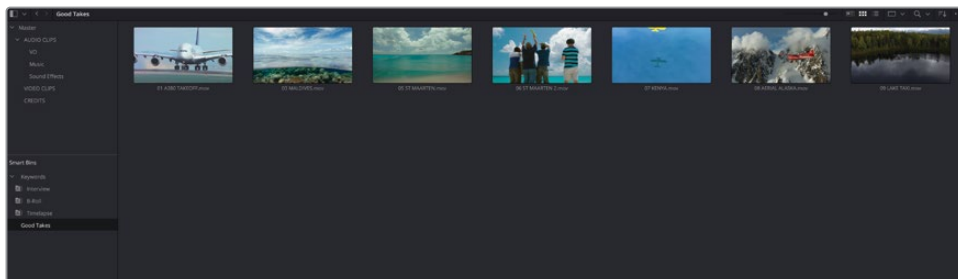 Good Takes
Master
AUDIO CLIPS
VO
Music
Sound Effects
VIDEO CLIPS
CREDITS
01 A380 TAKEOFF.mov
03 MALDIVES.mov
05 ST MAARTEN.mov
06 ST MAARTEN 2.mov
07 KENYA.mov
08 AERIAL ALASKA.mov
09 LAKE TAXI.mov
Smart Bins
Keywords
Interview
B-Roll
Timelapse
Good Takes